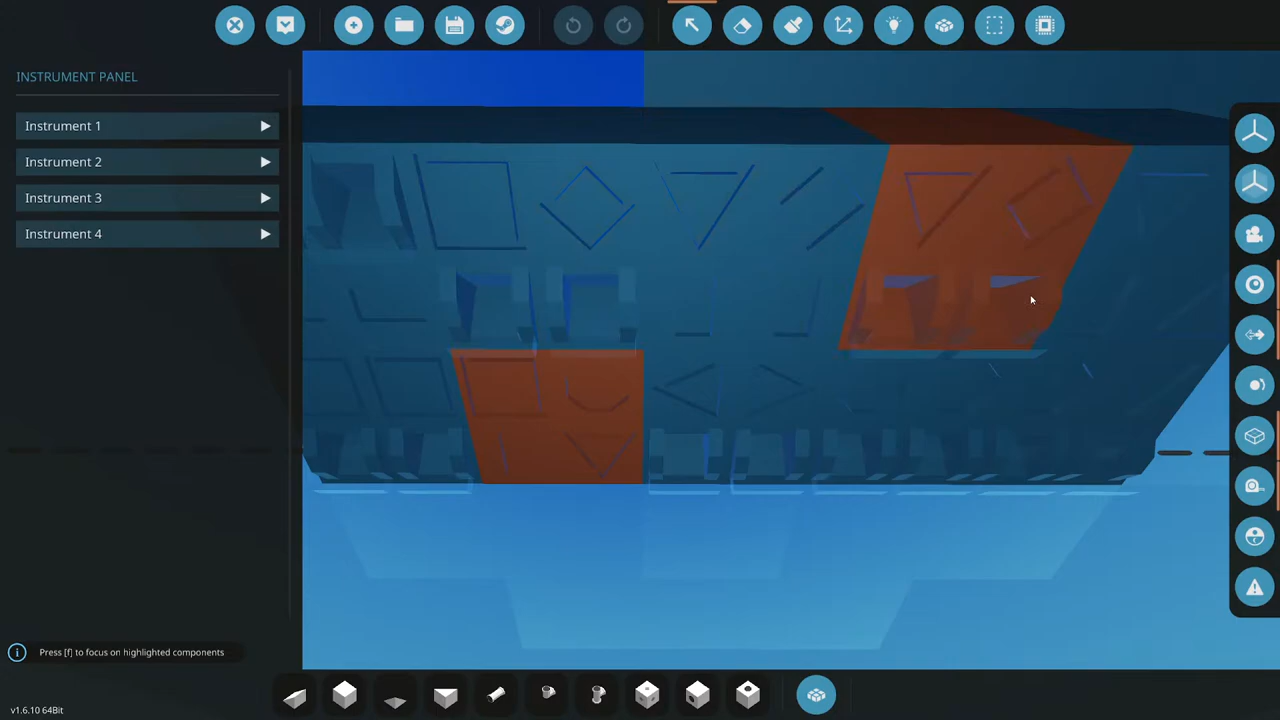 INSTRUMENT PANEL
Instrument 1
Instrument 2
Instrument 3
Instrument 4
Press [f] to focus on highlighted components
v1.6.10 64Bit